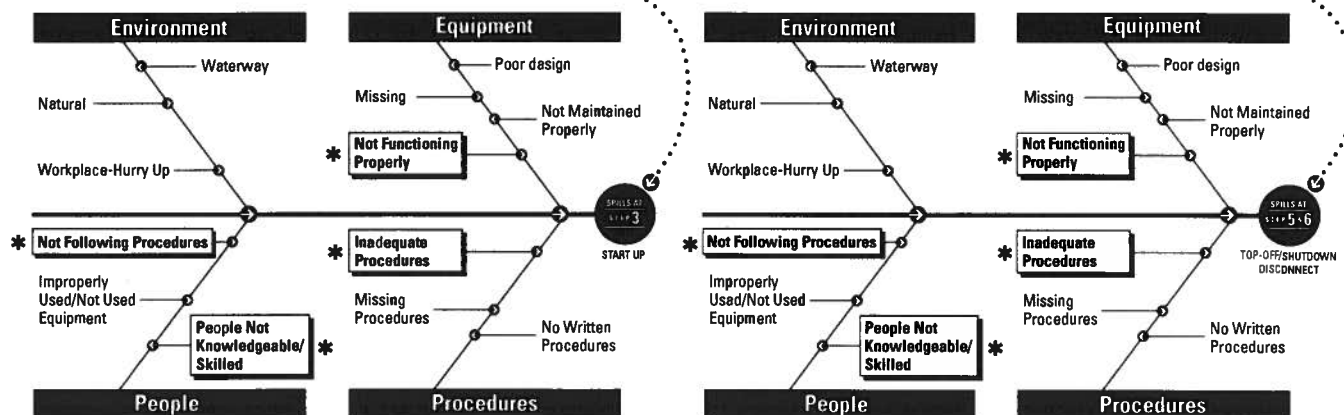 Environment
Equipment
Waterway
Natural
Workplace-Hurry Up
Poor dasign
Missing
Not Maintained
Properly
* Not Functioning
Properly
SPILLS AT
STEP 3
START UP
* Not Following Procedures
Improperly
Used/Not Used
Equipment
People Not
Knowledgeable/ *
Skilled
* Inadequate
Procedures
Missing
Procedures
No Written
Procedures
People
Procedures
Environment
Equipment
Waterway
Natural
Workplace-Hurry Up
Poor design
Missing
Not Maintained
Properly
* Not Functioning
Properly
SPILLS AT
STEP 5 & 6
TOP-OFF/SHUTDOWN
DISCONNECT
* Not Following Procedures
Improperly
Used/Not Used
Equipment
People Not
Knowledgeable/ *
Skilled
* Inadequate
Procedures
Missing
Procedures
No Written
Procedures
People
Procedures